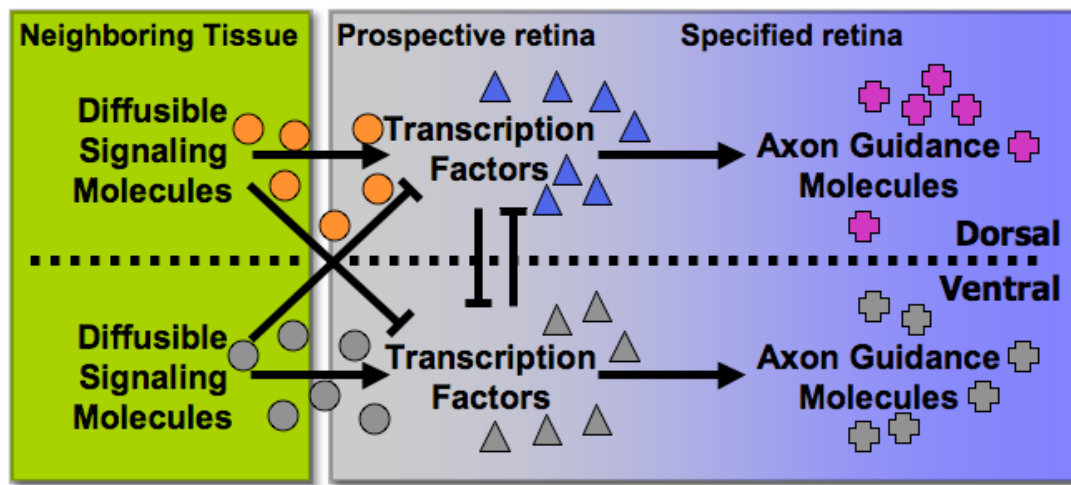 Neighboring Tissue
Prospective retina
Specified retina
Diffusible
Signaling
Molecules
Transcription
Factors
Axon Guidance
Molecules
Dorsal
Ventral
Diffusible
Signaling
Molecules
Transcription
Factors
Axon Guidance
Molecules